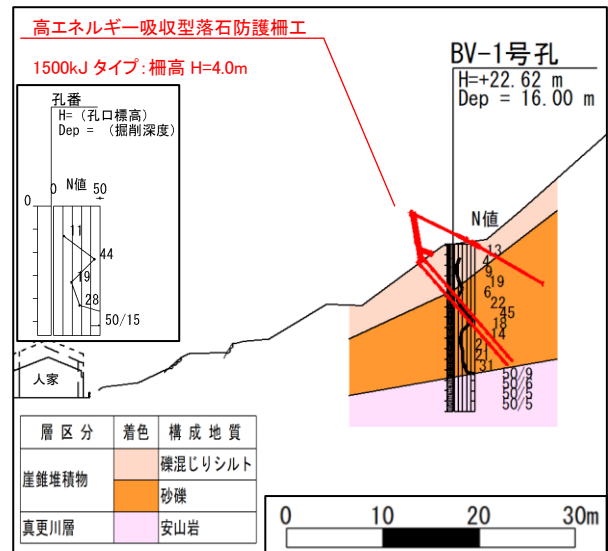 高エネルギー吸収型落石防護柵工
1500kJ タイプ:柵高 H=4.0m
BV-1号孔
H=+22.62 m
Dep = 16.00 m
孔番
H= (孔口標高)
Dep = (掘削深度)
0 0 N値 50
11
44
19
28
50/15
N値
13
4
9
19
6
22
45
18
14
21
21
31
50/9
50/6
50/5
50/5
人家
層区分 着色 構成地質
崖錐堆積物 礫混じりシルト
砂礫
真更川層 安山岩
0 10 20 30m